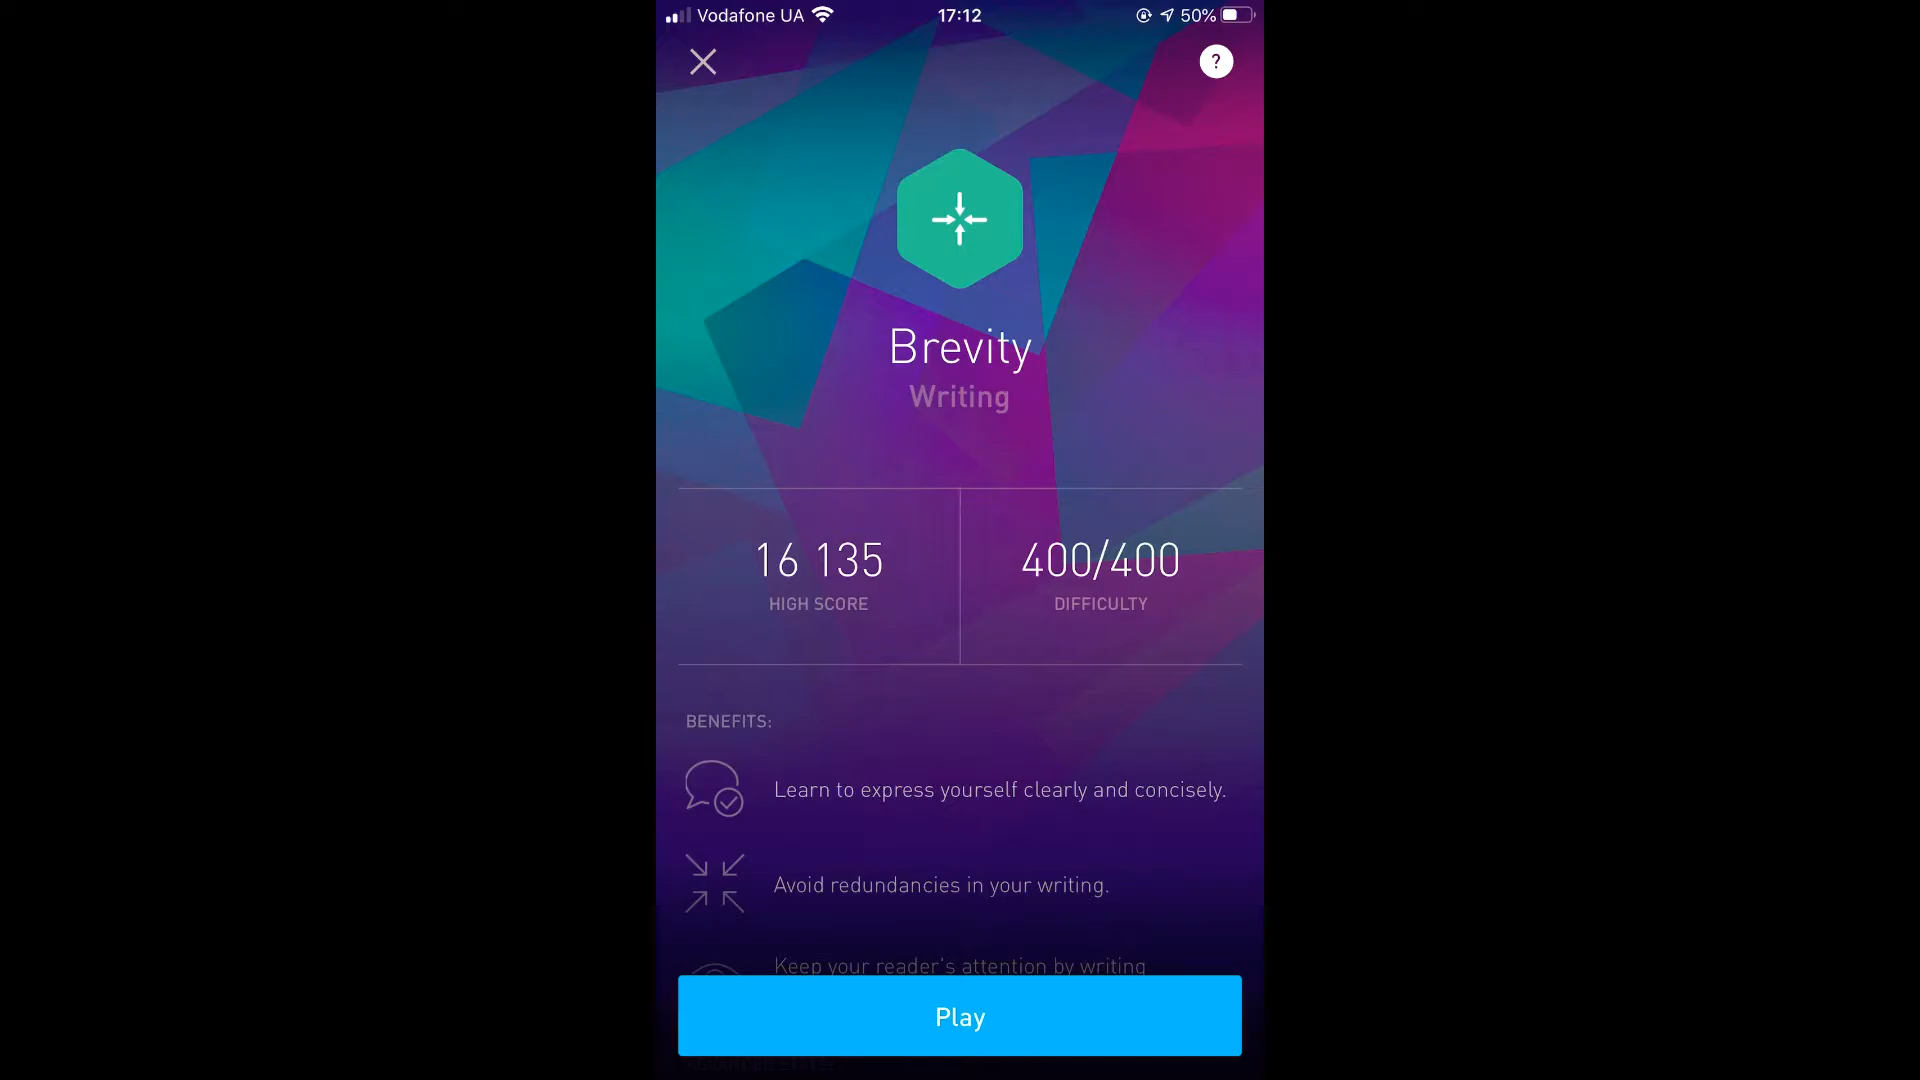 Vodafone UA 17:12 50%
?
Brevity
Writing
16 135 400/400
HIGH SCORE DIFFICULTY
BENEFITS:
Learn to express yourself clearly and concisely.
Avoid redundancies in your writing.
Keep your reader's attention by writing
Play